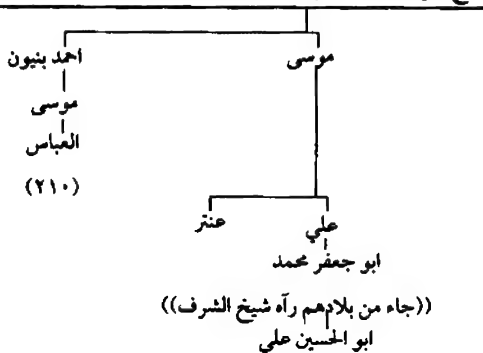 موسى
احمد بنيون
موسى
العباس
(٢١٠)
علي
عنتر
ابو جعفر محمد
((جاء من بلادهم رآه شيخ الشرف))
ابو الحسين علي